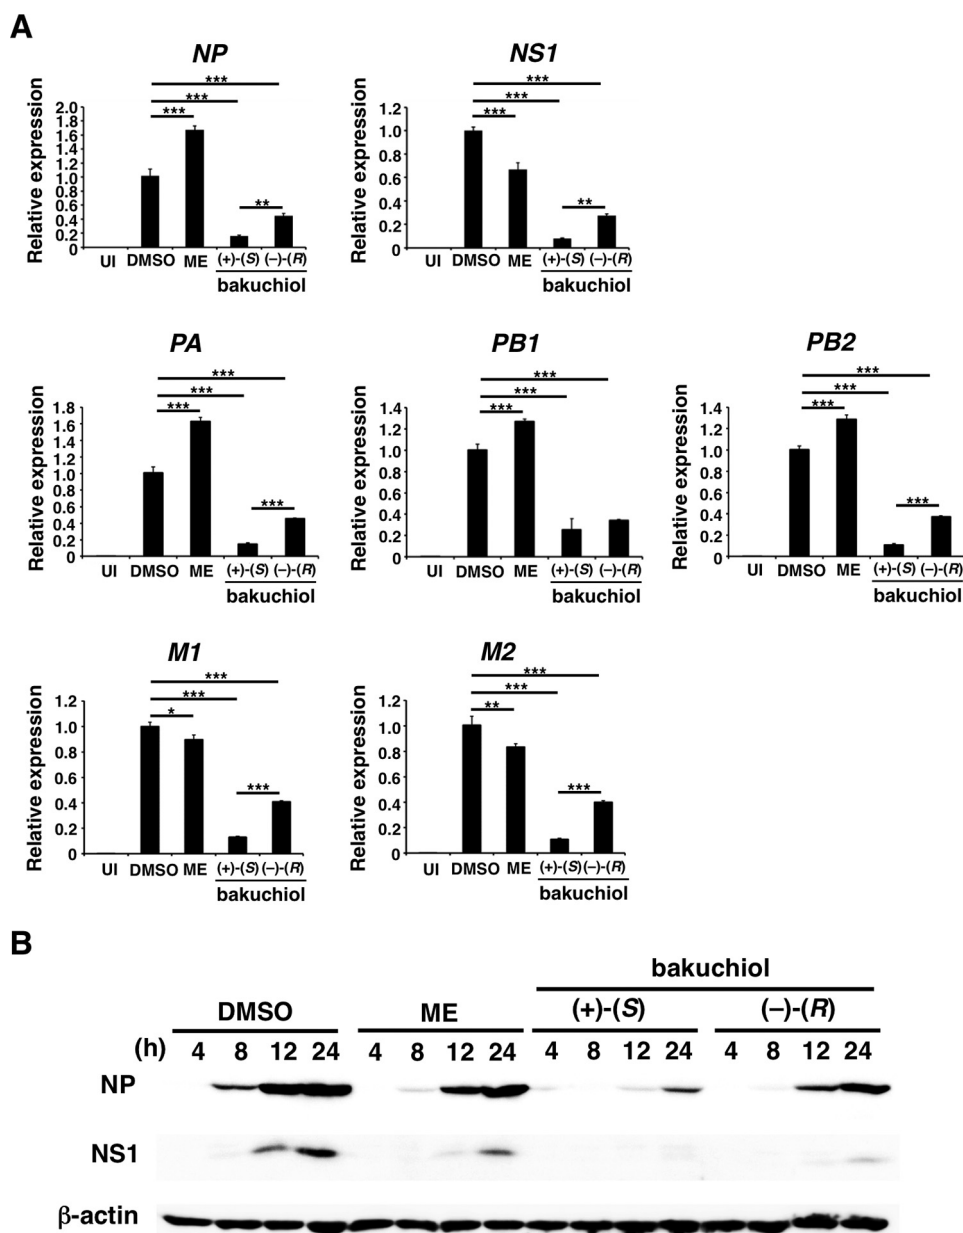 A
NP
NS1
Relative expression
2.0
1.8
1.6
1.4
1.2
1.0
0.8
0.6
0.4
0.2
0
***
***
***
**
UI DMSO ME (+)-(S) (–)-(R)
bakuchiol
Relative expression
1.2
1.0
0.8
0.6
0.4
0.2
0
***
***
***
**
UI DMSO ME (+)-(S) (–)-(R)
bakuchiol
PA
PB1
PB2
Relative expression
1.8
1.6
1.4
1.2
1.0
0.8
0.6
0.4
0.2
0
***
***
***
***
UI DMSO ME (+)-(S) (–)-(R)
bakuchiol
Relative expression
1.4
1.2
1.0
0.8
0.6
0.4
0.2
0
***
***
***
UI DMSO ME (+)-(S) (–)-(R)
bakuchiol
Relative expression
1.4
1.2
1.0
0.8
0.6
0.4
0.2
0
***
***
***
***
UI DMSO ME (+)-(S) (–)-(R)
bakuchiol
M1
M2
Relative expression
1.2
1.0
0.8
0.6
0.4
0.2
0
***
***
*
***
UI DMSO ME (+)-(S) (–)-(R)
bakuchiol
Relative expression
1.2
1.0
0.8
0.6
0.4
0.2
0
***
***
**
***
UI DMSO ME (+)-(S) (–)-(R)
bakuchiol
B
bakuchiol
DMSO ME (+)-(S) (–)-(R)
(h) 4 8 12 24 4 8 12 24 4 8 12 24 4 8 12 24
NP
NS1
β-actin